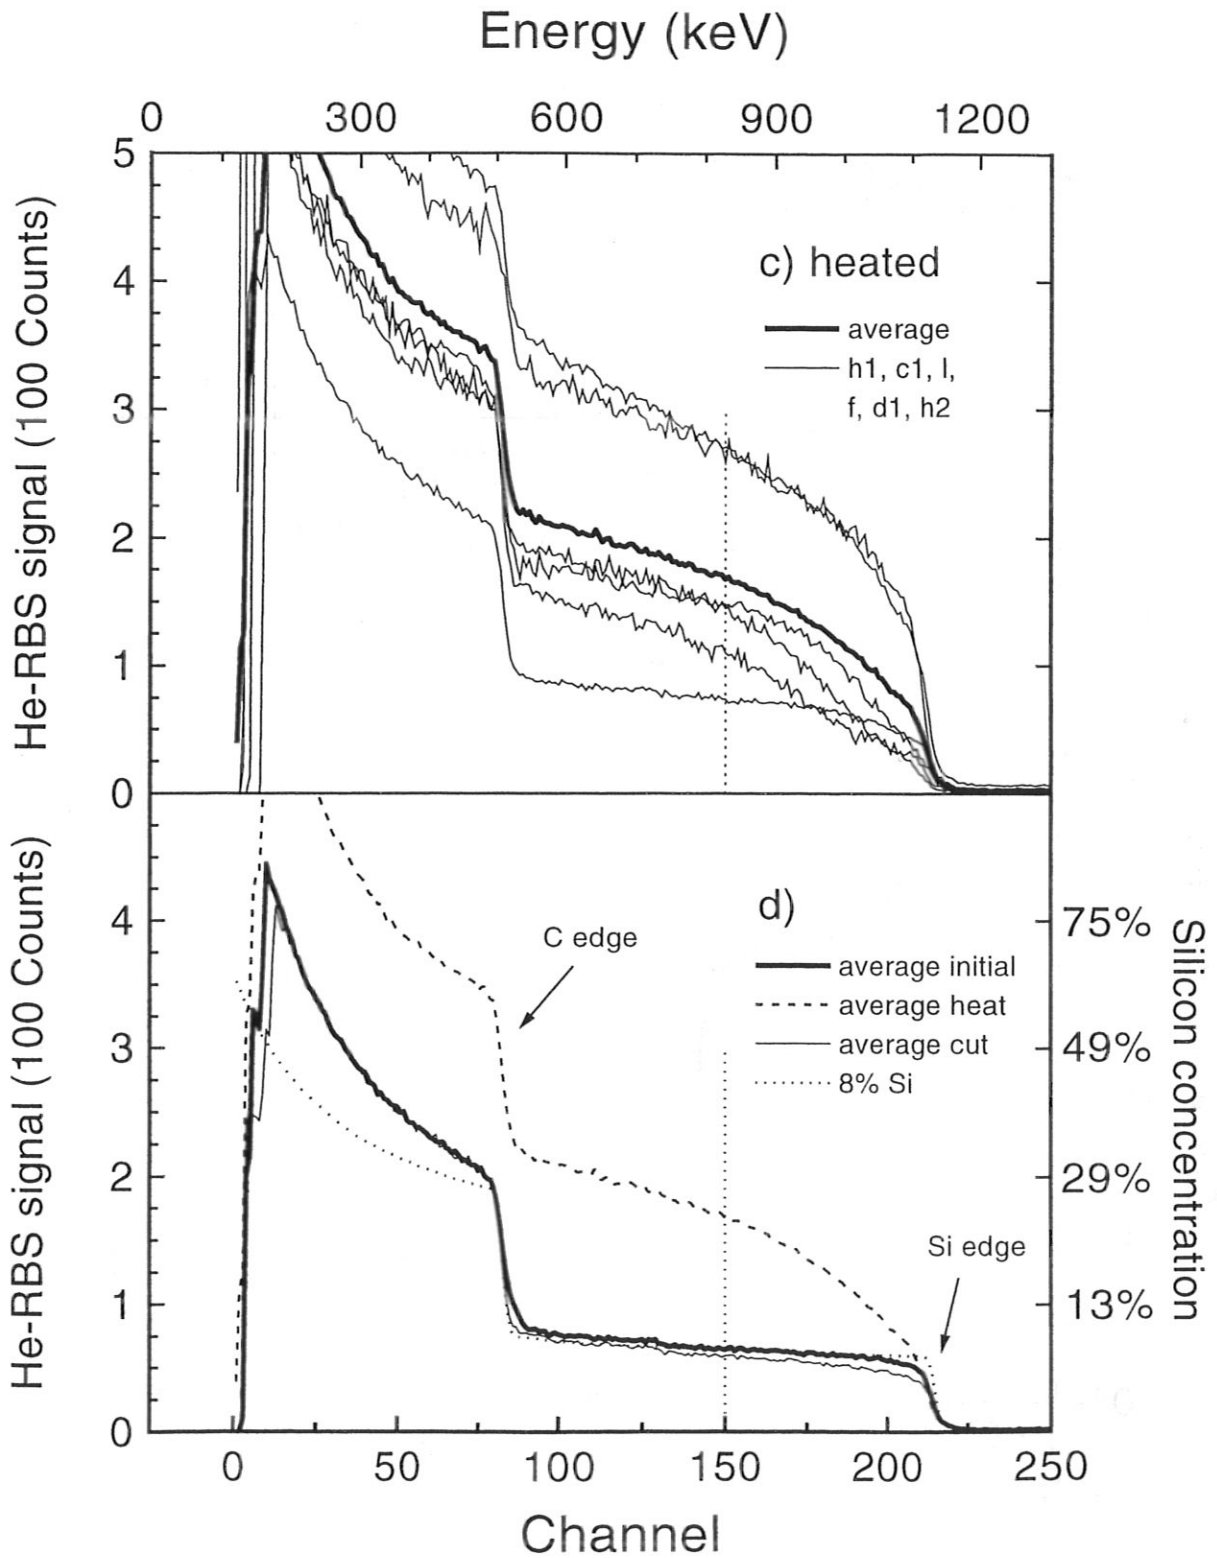 Energy (keV)
0 300 600 900 1200
5
4
3
2
1
0
He-RBS signal (100 Counts)
c) heated
average
h1, c1, l,
f, d1, h2
4
3
2
1
0
He-RBS signal (100 Counts)
d)
C edge
average initial
average heat
average cut
8% Si
Si edge
75%
49%
29%
13%
Silicon concentration
0 50 100 150 200 250
Channel